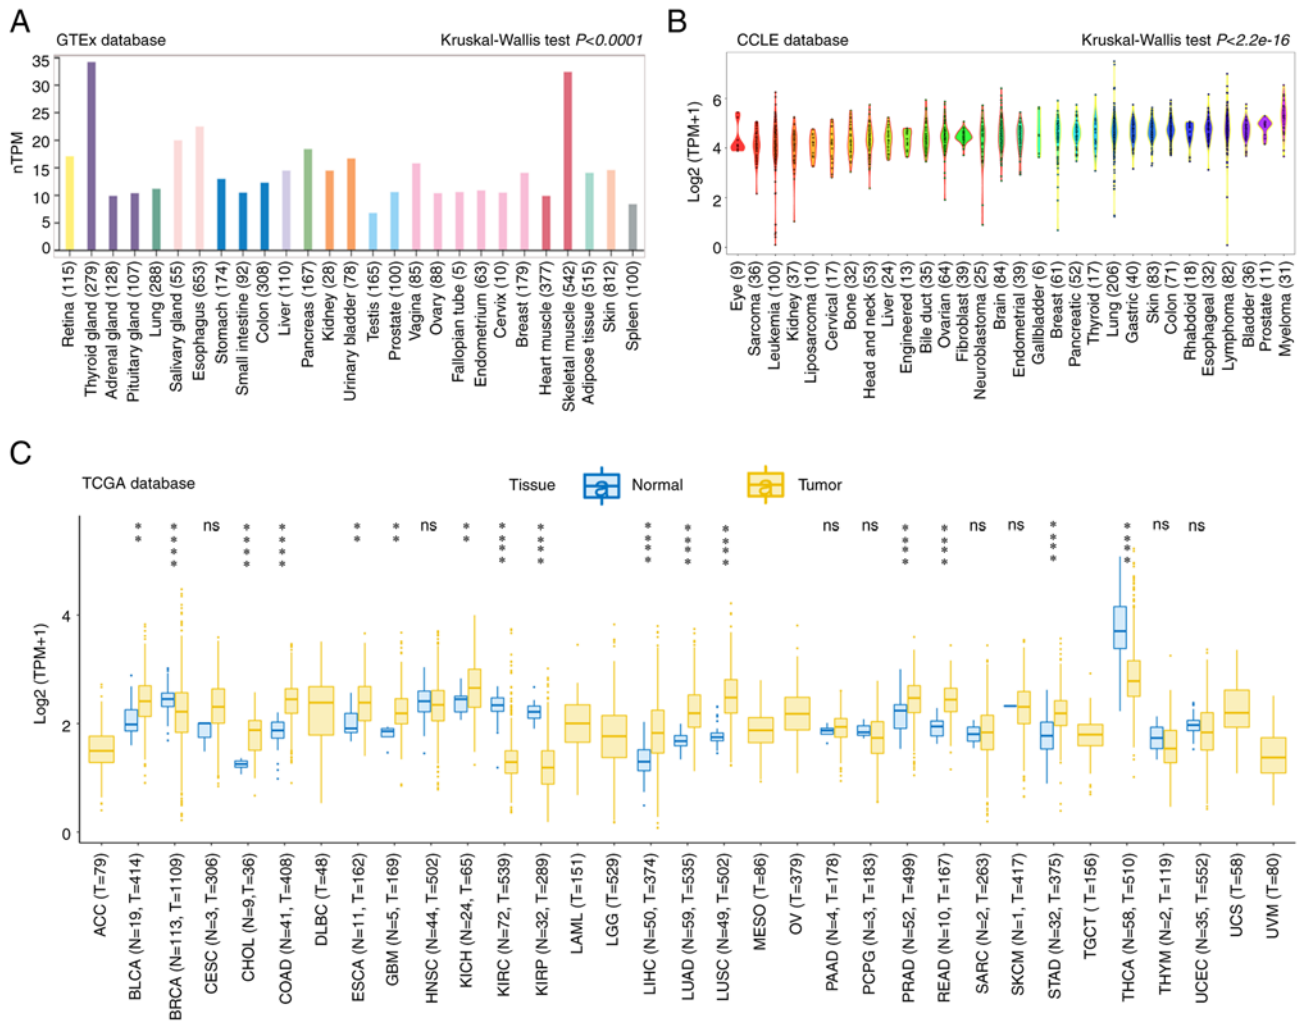 A
GTEx database
Kruskal-Wallis test P<0.0001
nTPM
35
30
25
20
15
10
5
0
Retina (115)
Thyroid gland (279)
Adrenal gland (128)
Pituitary gland (107)
Lung (288)
Salivary gland (55)
Esophagus (653)
Stomach (174)
Small intestine (92)
Colon (308)
Liver (110)
Pancreas (167)
Kidney (28)
Urinary bladder (78)
Testis (165)
Prostate (100)
Vagina (85)
Ovary (88)
Fallopian tube (5)
Endometrium (63)
Cervix (10)
Breast (179)
Heart muscle (377)
Skeletal muscle (542)
Adipose tissue (515)
Skin (812)
Spleen (100)
B
CCLE database
Kruskal-Wallis test P<2.2e-16
Log2 (TPM+1)
6
4
2
0
Eye (9)
Sarcoma (36)
Leukemia (100)
Kidney (37)
Liposarcoma (10)
Cervical (17)
Bone (32)
Head and neck (53)
Liver (24)
Engineered (13)
Bile duct (35)
Ovarian (64)
Fibroblast (39)
Neuroblastoma (25)
Brain (84)
Endometrial (39)
Gallbladder (6)
Breast (61)
Pancreatic (52)
Thyroid (17)
Lung (206)
Gastric (40)
Skin (83)
Colon (71)
Rhabdoid (18)
Esophageal (32)
Lymphoma (82)
Bladder (36)
Prostate (11)
Myeloma (31)
C
TCGA database
Tissue
Normal
Tumor
**
****
ns
****
****
**
**
ns
**
****
****
****
****
****
ns
ns
****
****
ns
ns
****
****
ns
ns
Log2 (TPM+1)
4
2
0
ACC (T=79)
BLCA (N=19, T=414)
BRCA (N=113, T=1109)
CESC (N=3, T=306)
CHOL (N=9,T=36)
COAD (N=41, T=408)
DLBC (T=48)
ESCA (N=11, T=162)
GBM (N=5, T=169)
HNSC (N=44, T=502)
KICH (N=24, T=65)
KIRC (N=72, T=539)
KIRP (N=32, T=289)
LAML (T=151)
LGG (T=529)
LIHC (N=50, T=374)
LUAD (N=59, T=535)
LUSC (N=49, T=502)
MESO (T=86)
OV (T=379)
PAAD (N=4, T=178)
PCPG (N=3, T=183)
PRAD (N=52, T=499)
READ (N=10, T=167)
SARC (N=2, T=263)
SKCM (N=1, T=417)
STAD (N=32, T=375)
TGCT ( T=156)
THCA (N=58, T=510)
THYM (N=2, T=119)
UCEC (N=35, T=552)
UCS (T=58)
UVM (T=80)